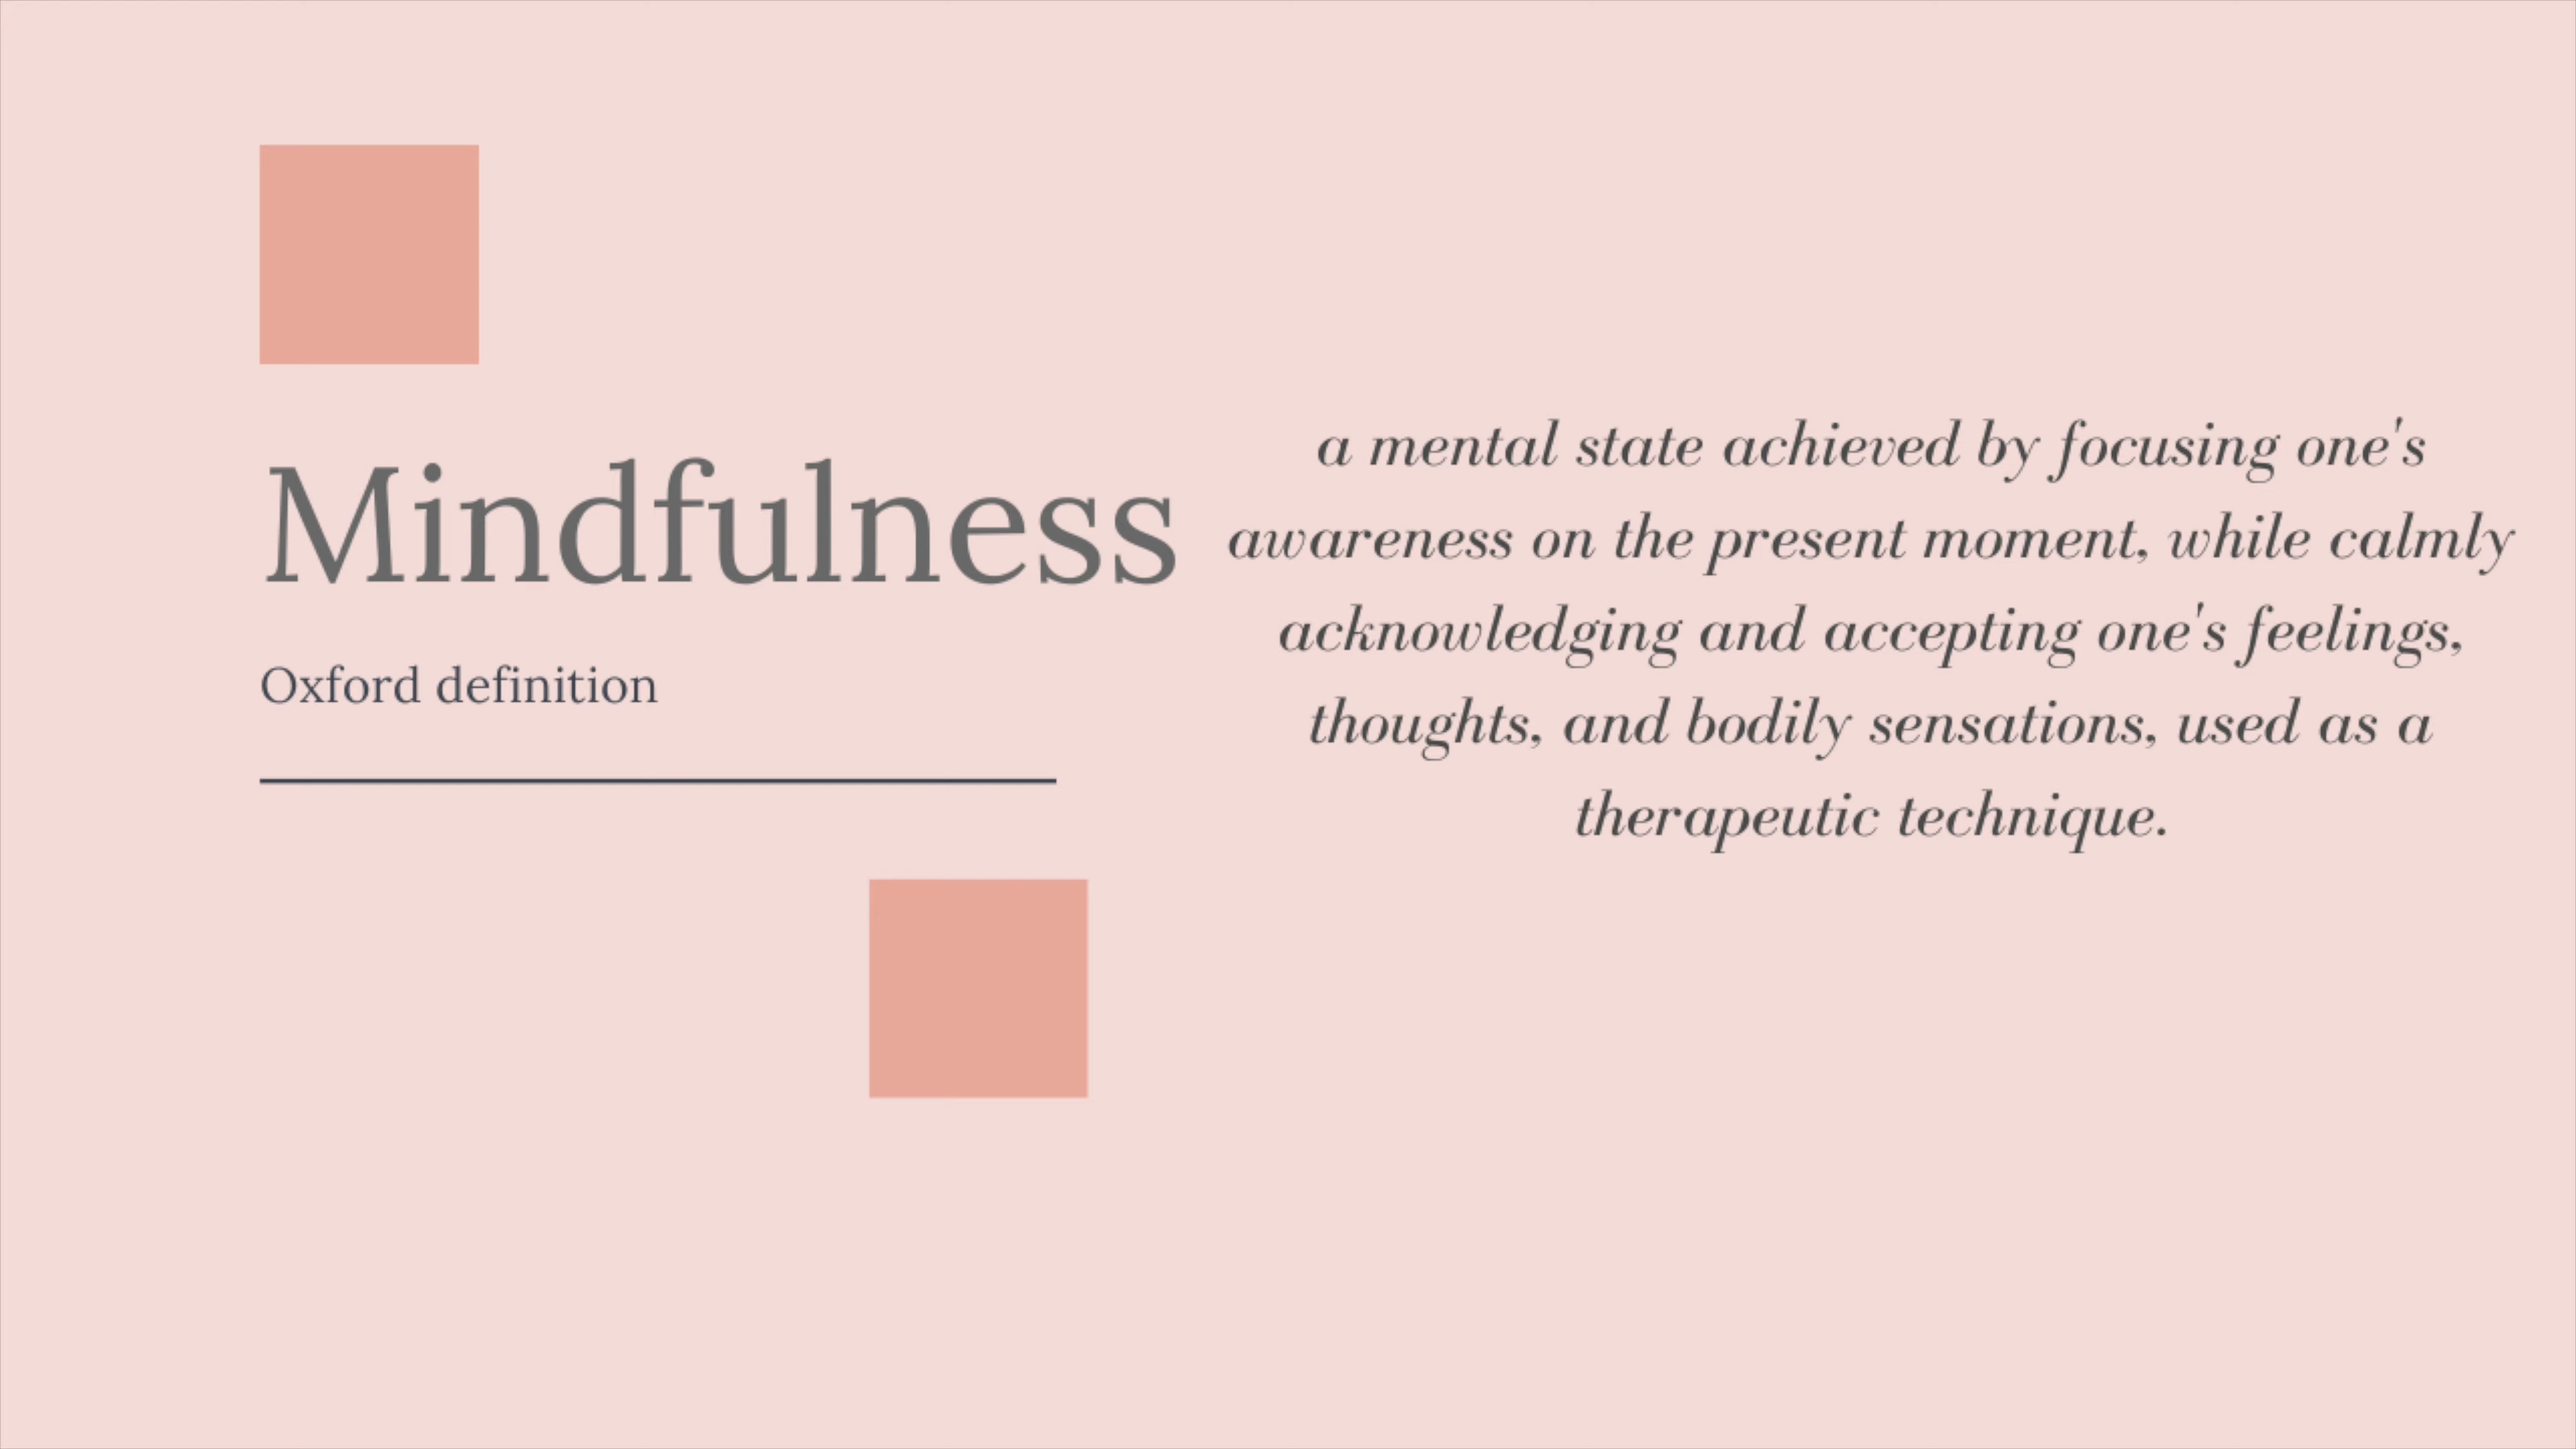 Mindfulness
Oxford definition
a mental state achieved by focusing one's
awareness on the present moment, while calmly
acknowledging and accepting one's feelings,
thoughts, and bodily sensations, used as a
therapeutic technique.